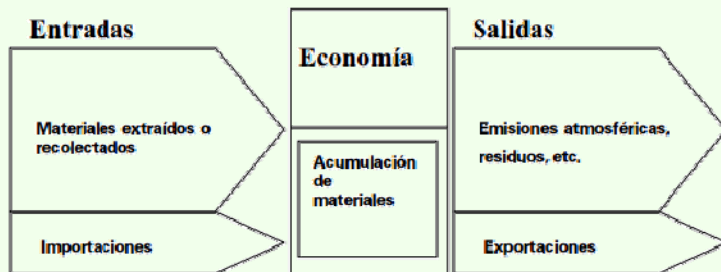 Entradas
Materiales extraídos o
recolectados
Importaciones
Economía
Acumulación
de
materiales
Salidas
Emisiones atmosféricas,
residuos, etc.
Exportaciones